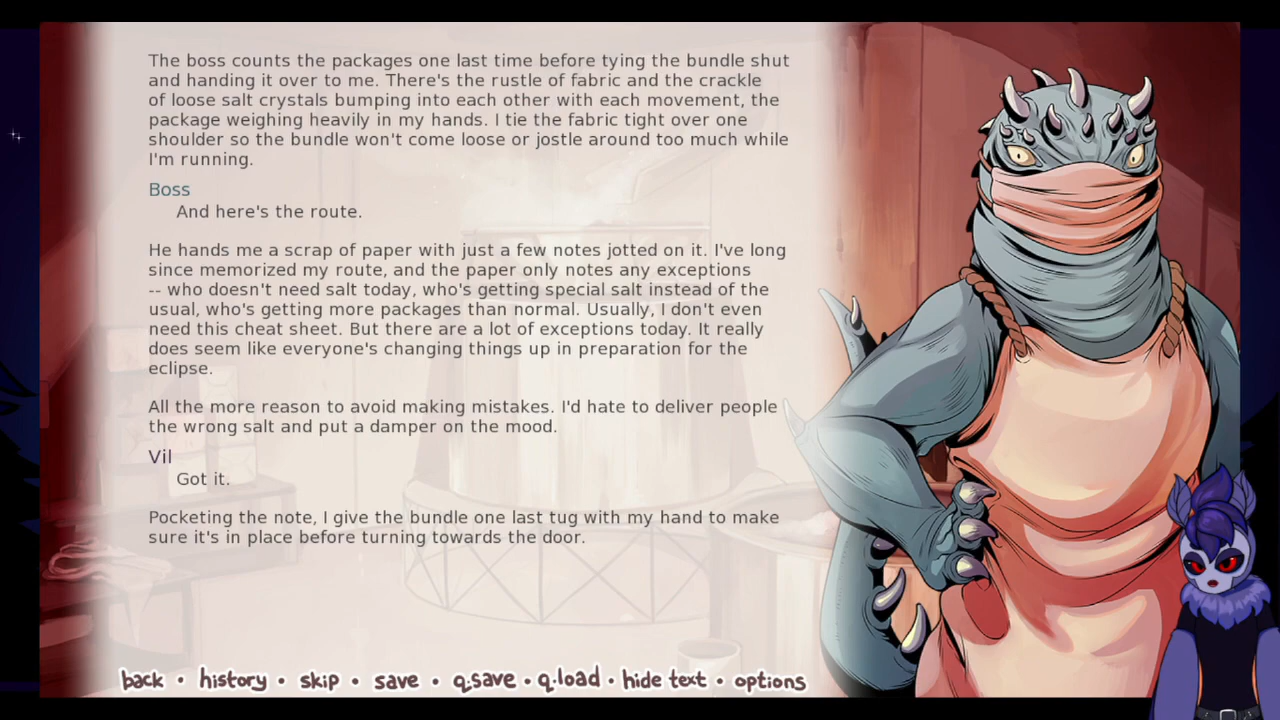 The boss counts the packages one last time before tying the bundle shut
and handing it over to me. There's the rustle of fabric and the crackle
of loose salt crystals bumping into each other with each movement, the
package weighing heavily in my hands. I tie the fabric tight over one
shoulder so the bundle won't come loose or jostle around too much while
I'm running.
Boss
And here's the route.
He hands me a scrap of paper with just a few notes jotted on it. I've long
since memorized my route, and the paper only notes any exceptions
-- who doesn't need salt today, who's getting special salt instead of the
usual, who's getting more packages than normal. Usually, I don't even
need this cheat sheet. But there are a lot of exceptions today. It really
does seem like everyone's changing things up in preparation for the
eclipse.
All the more reason to avoid making mistakes. I'd hate to deliver people
the wrong salt and put a damper on the mood.
Vil
Got it.
Pocketing the note, I give the bundle one last tug with my hand to make
sure it's in place before turning towards the door.
back • history • skip • save • q.save • q.load • hide text • options